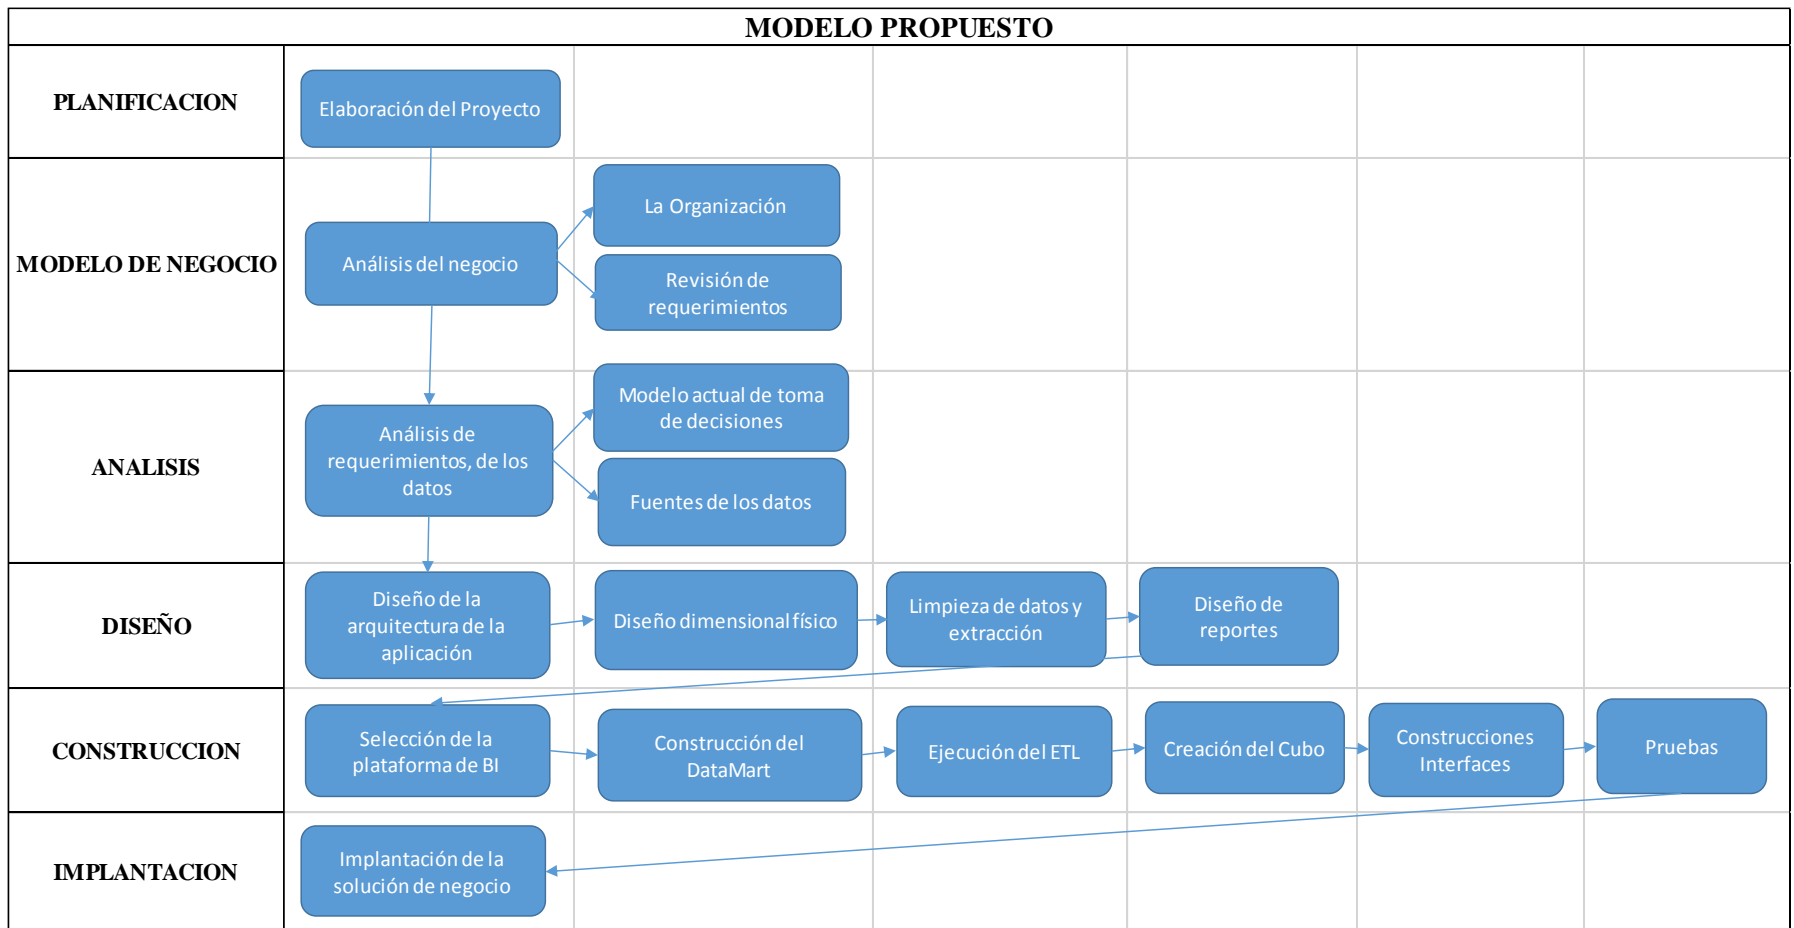 MODELO PROPUESTO
PLANIFICACION
Elaboración del Proyecto
MODELO DE NEGOCIO
Análisis del negocio
La Organización
Revisión de
requerimientos
ANALISIS
Análisis de
requerimientos, de los
datos
Modelo actual de toma
de decisiones
Fuentes de los datos
DISEÑO
Diseño de la
arquitectura de la
aplicación
Diseño dimensional físico
Limpieza de datos y
extracción
Diseño de
reportes
CONSTRUCCION
Selección de la
plataforma de BI
Construcción del
DataMart
Ejecución del ETL
Creación del Cubo
Construcciones
Interfaces
Pruebas
IMPLANTACION
Implantación de la
solución de negocio